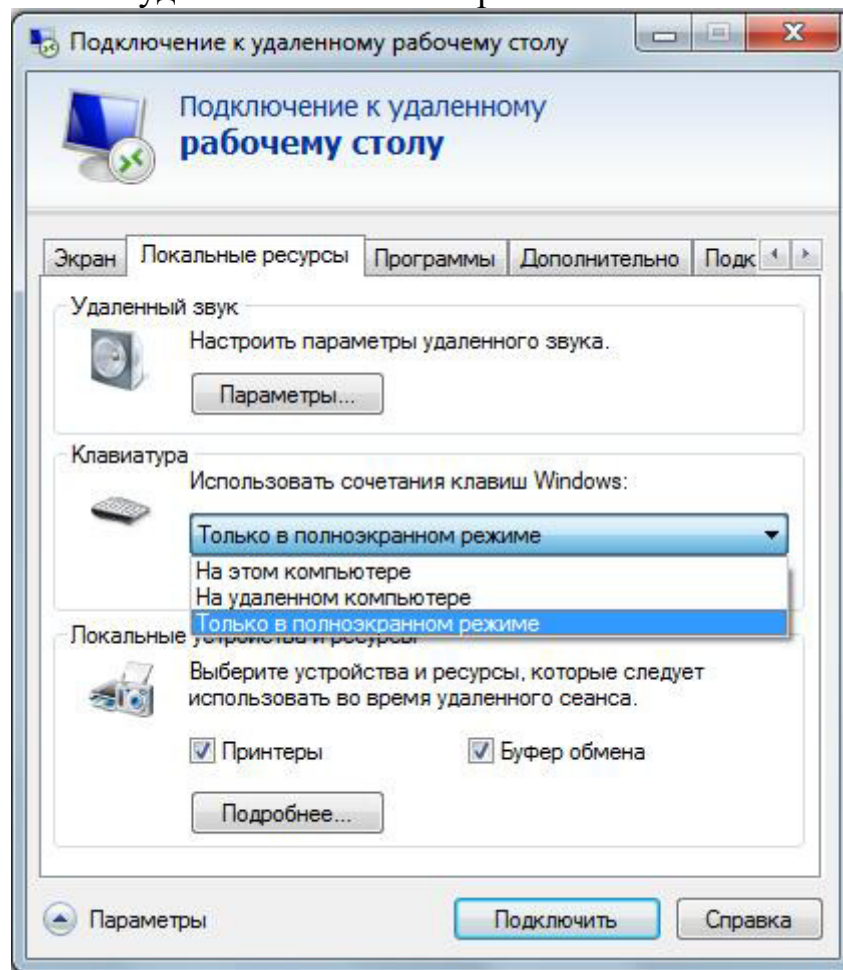 Подключение к удаленному рабочему столу
Подключение к удаленному
рабочему столу
Экран Локальные ресурсы Программы Дополнительно Подк
Удаленный звук
Настроить параметры удаленного звука.
Параметры...
Клавиатура
Использовать сочетания клавиш Windows:
Только в полноэкранном режиме
На этом компьютере
На удаленном компьютере
Только в полноэкранном режиме
Локальные устройства и ресурсы
Выберите устройства и ресурсы, которые следует
использовать во время удаленного сеанса.
Принтеры Буфер обмена
Подробнее...
Параметры Подключить Справка